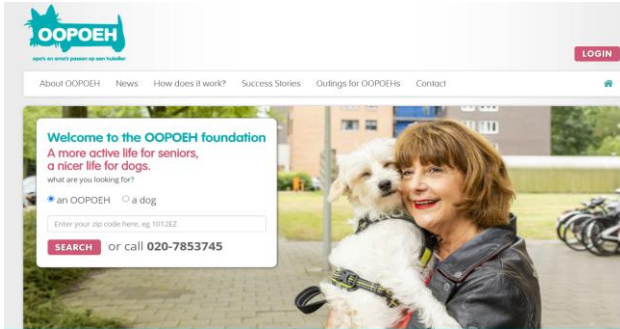 OOPOEH
opa's en oma's passen op een huisdier
LOGIN
About OOPOEH News How does it work? Success Stories Outings for OOPOEHs Contact
Welcome to the OOPOEH foundation
A more active life for seniors,
a nicer life for dogs.
what are you looking for?
an OOPOEH a dog
Enter your zip code here, eg 1012EZ
SEARCH or call 020-7853745